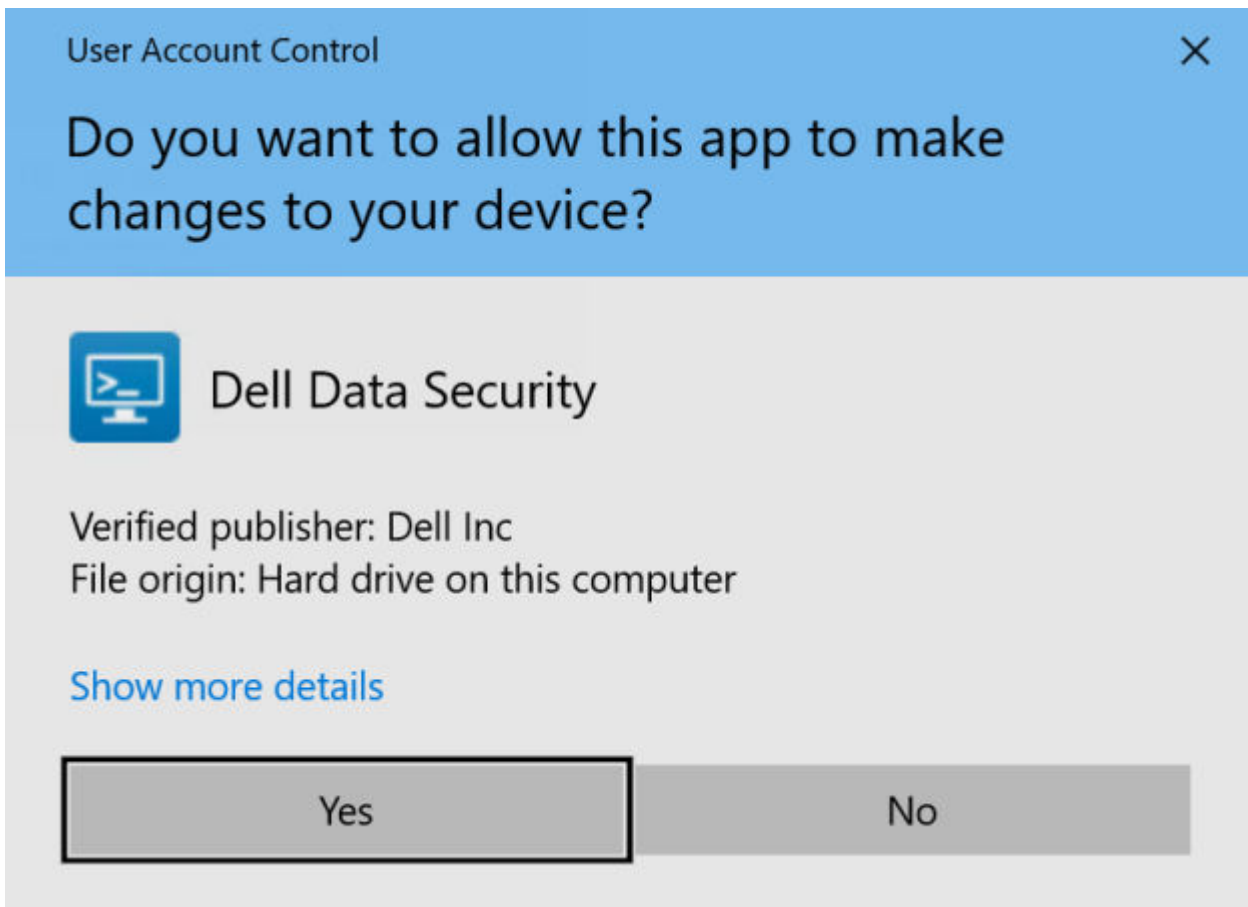 User Account Control
Do you want to allow this app to make
changes to your device?
>_
Dell Data Security
Verified publisher: Dell Inc
File origin: Hard drive on this computer
Show more details
Yes
No